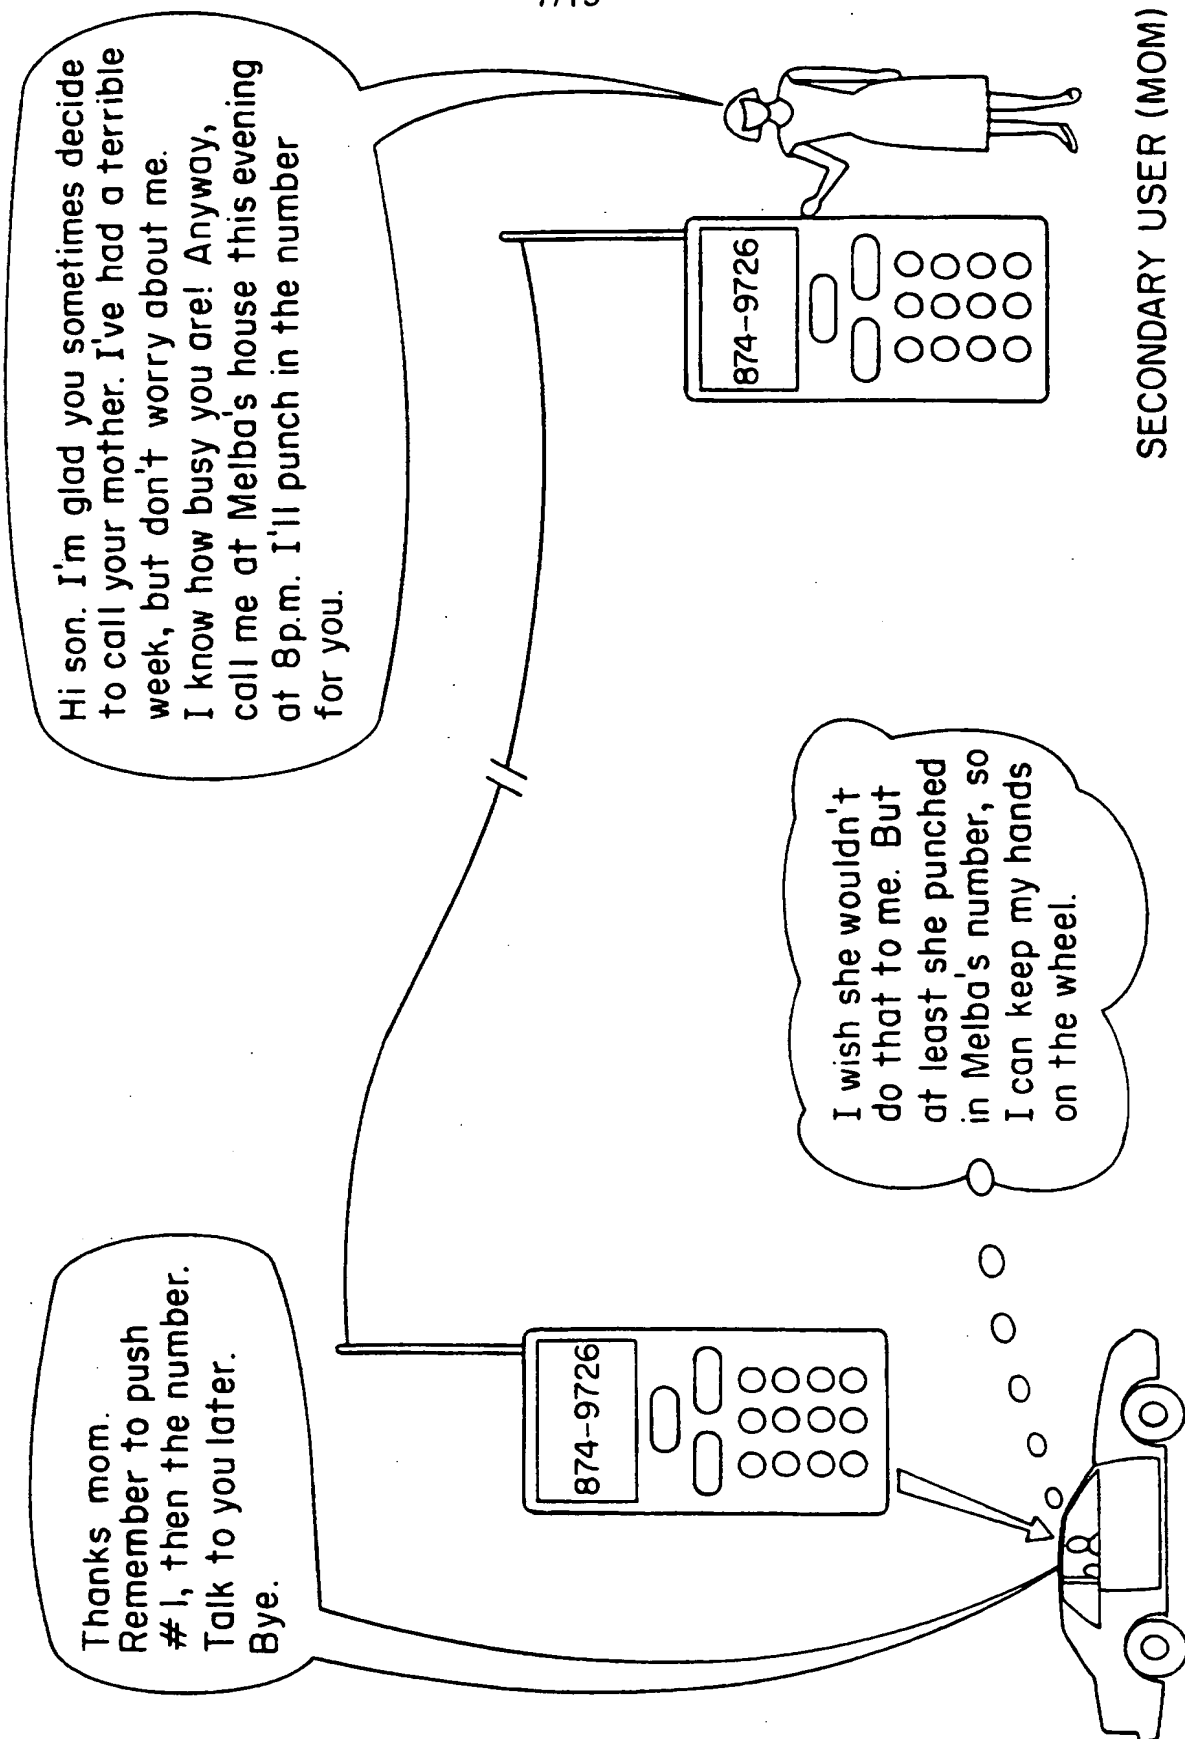 Thanks mom.
Remember to push
#1, then the number.
Talk to you later.
Bye.
Hi son. I'm glad you sometimes decide
to call your mother. I've had a terrible
week, but don't worry about me.
I know how busy you are! Anyway,
call me at Melba's house this evening
at 8p.m. I'll punch in the number
for you.
874-9726
874-9726
I wish she wouldn't
do that to me. But
at least she punched
in Melba's number, so
I can keep my hands
on the wheel.
SECONDARY USER (MOM)